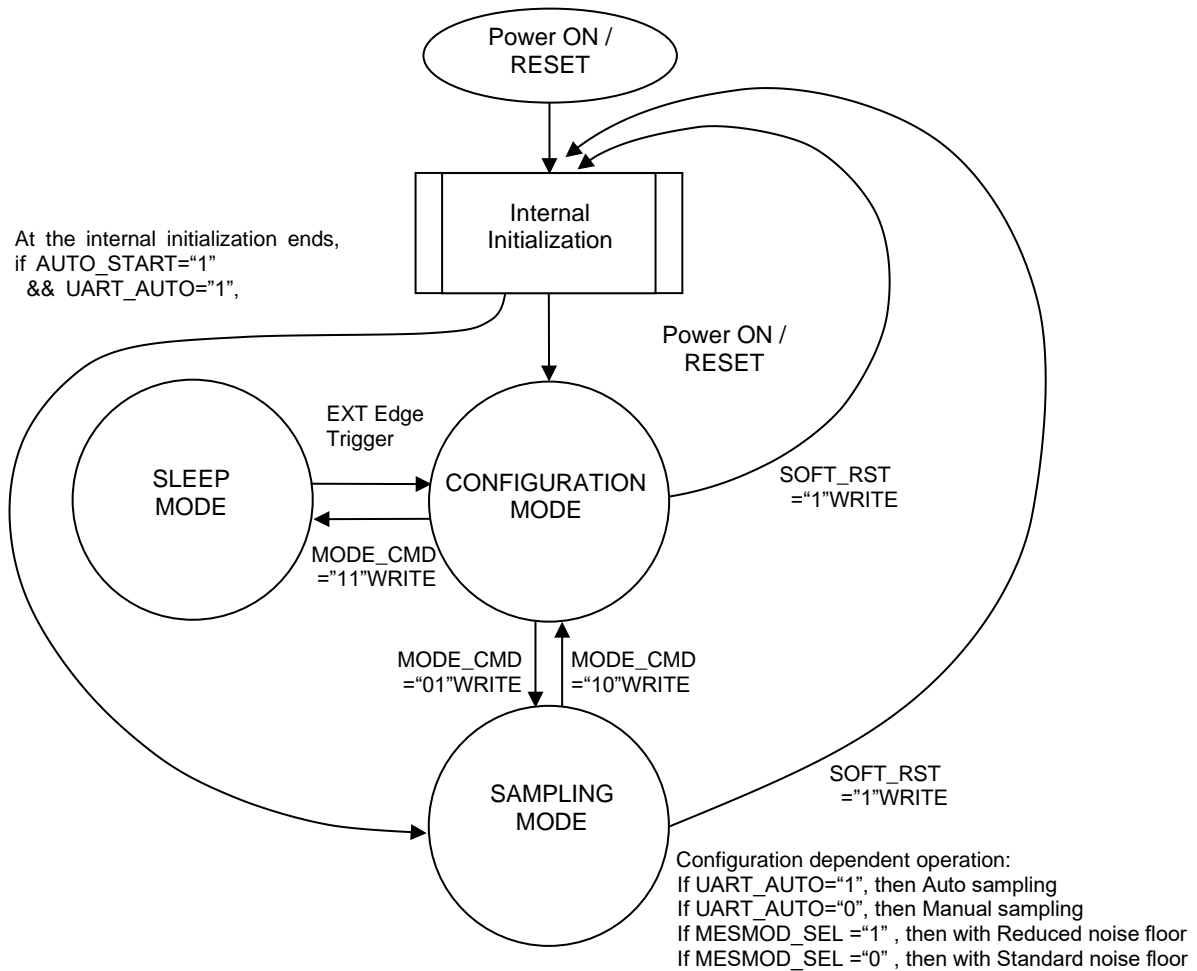 Power ON /
RESET
Internal
Initialization
At the internal initialization ends,
if AUTO_START=“1”
&& UART_AUTO=”1”,
Power ON /
RESET
EXT Edge
Trigger
SLEEP
MODE
CONFIGURATION
MODE
SOFT_RST
=“1”WRITE
MODE_CMD
=”11”WRITE
MODE_CMD
=“01”WRITE
MODE_CMD
=“10”WRITE
SAMPLING
MODE
SOFT_RST
=”1”WRITE
Configuration dependent operation:
If UART_AUTO=“1”, then Auto sampling
If UART_AUTO=“0”, then Manual sampling
If MESMOD_SEL =“1” , then with Reduced noise floor
If MESMOD_SEL =“0” , then with Standard noise floor